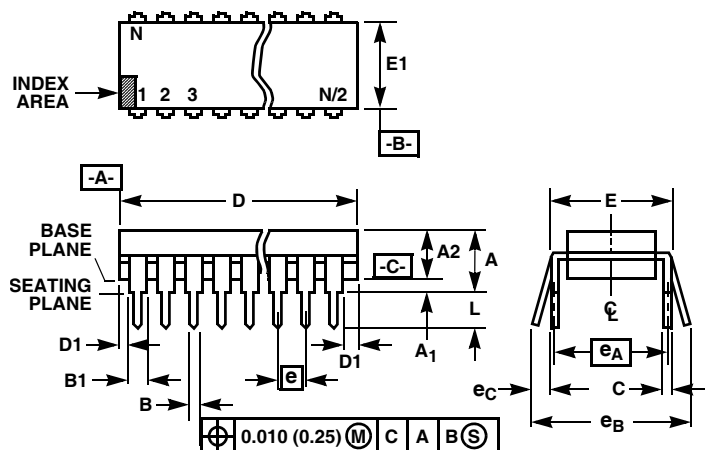 N
E1
INDEX
AREA
1 2 3 N/2
-B-
-A-
D
E
BASE
PLANE
A2
A
-C-
SEATING
PLANE
L
C
L
D1
A1
D1
eA
B1
e
eC
C
B
eB
0.010 (0.25) M C A B S